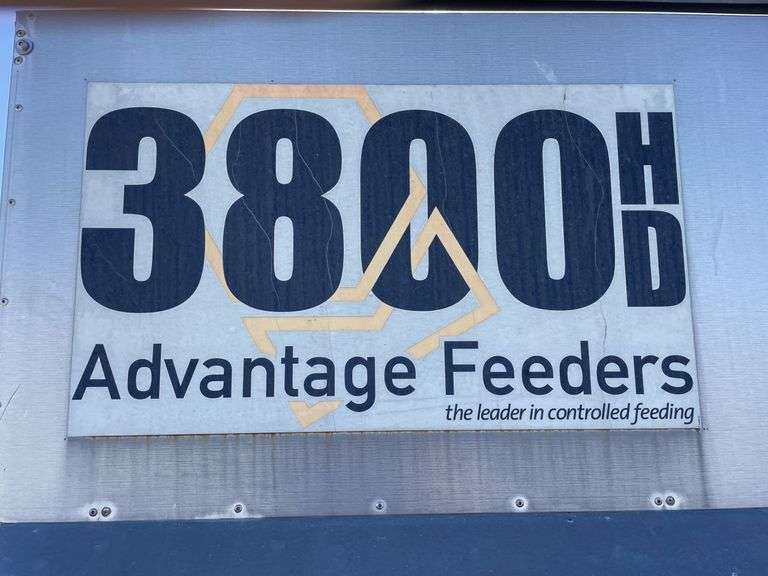 3800HD
Advantage Feeders
the leader in controlled feeding